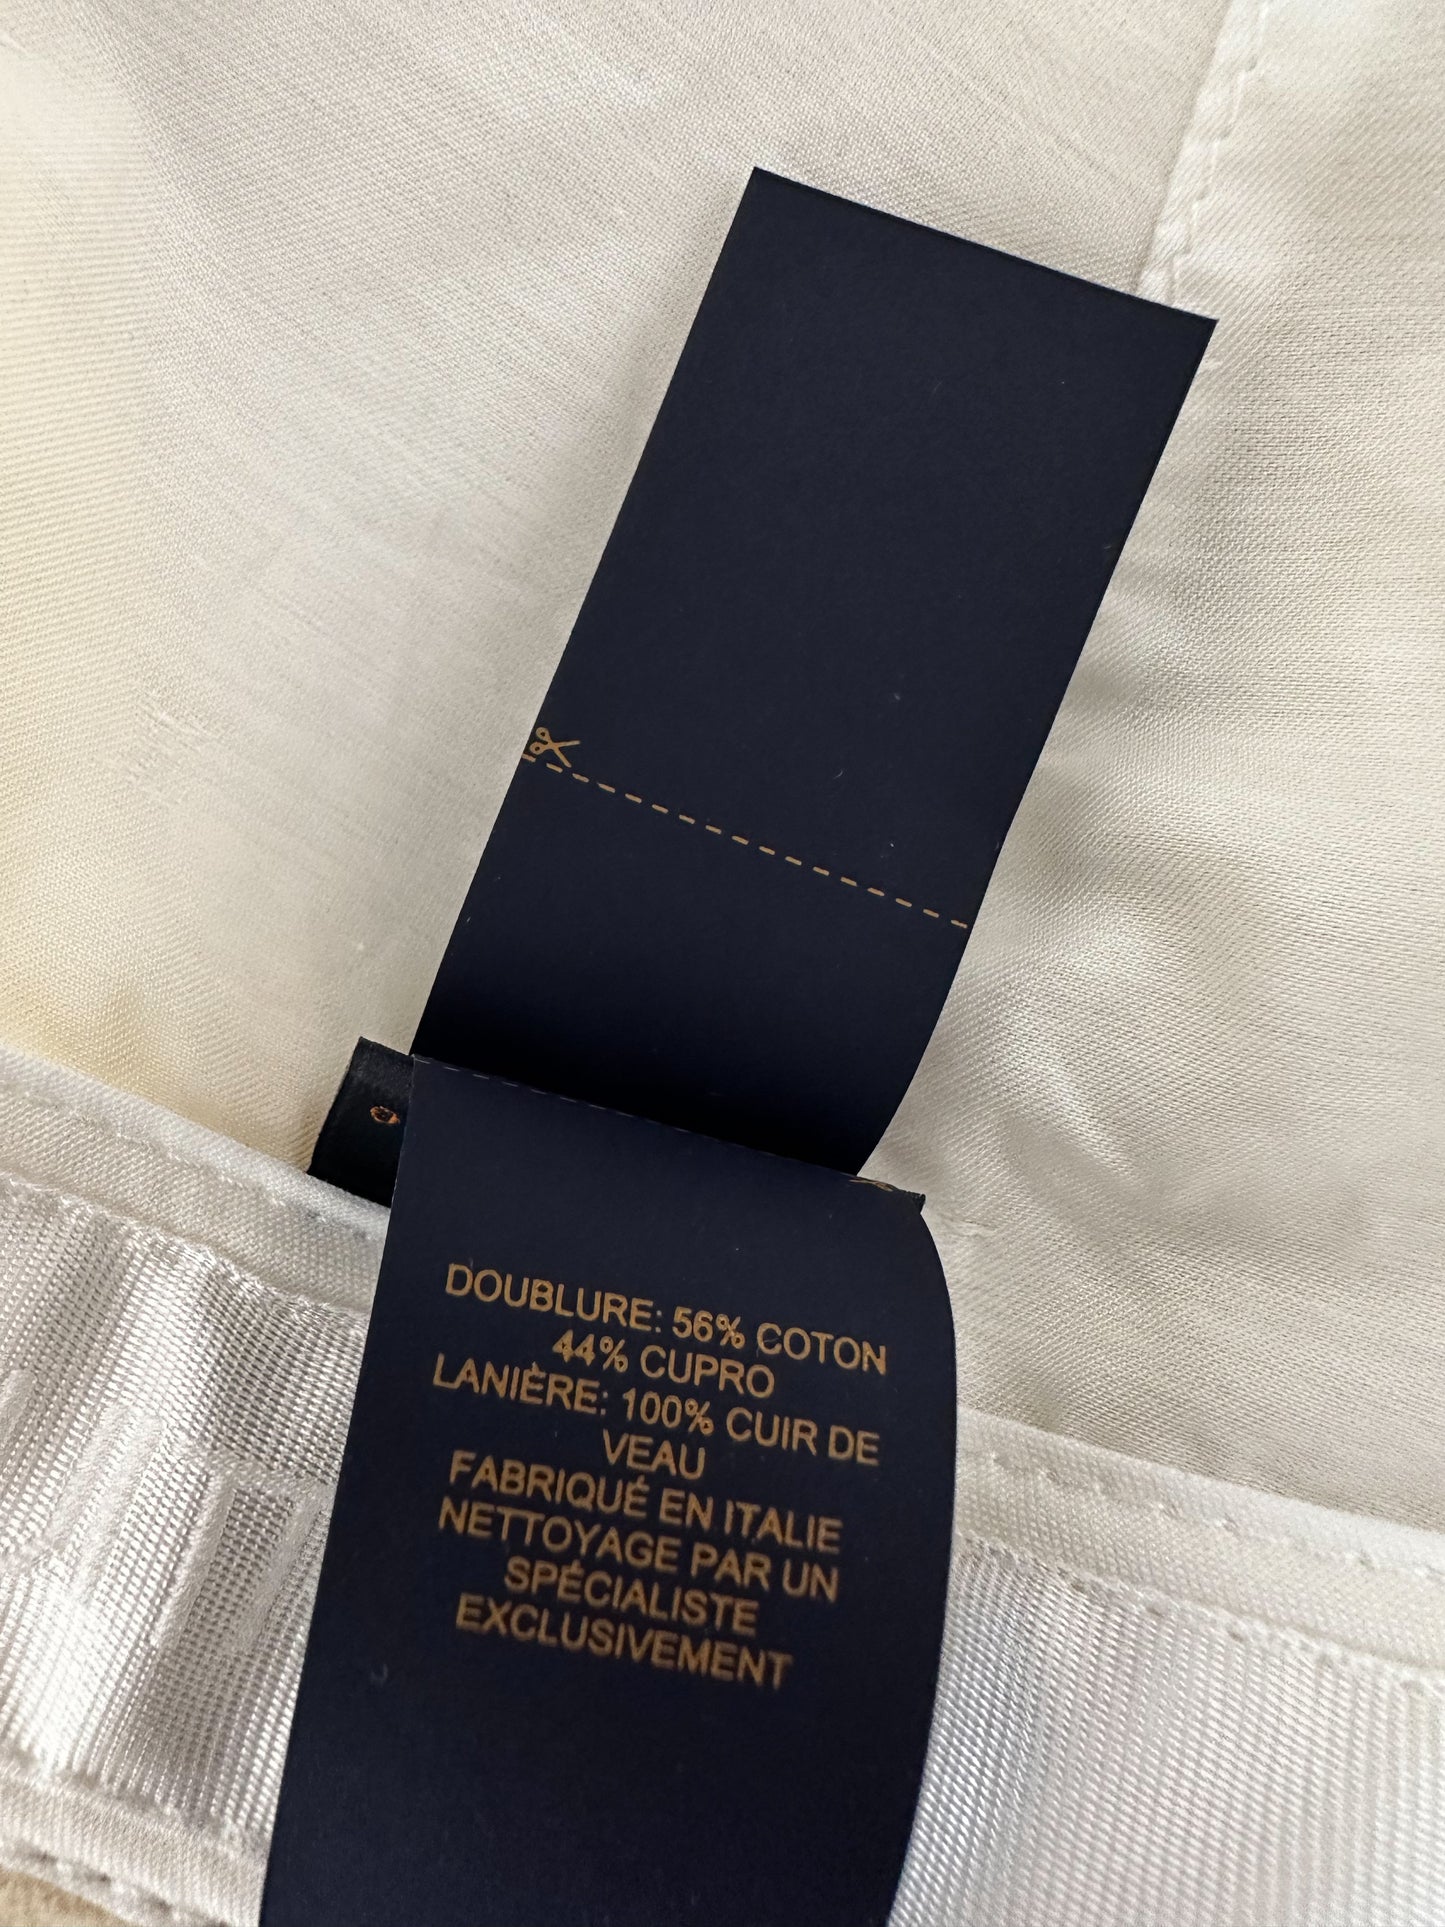 DOUBLURE: 56% COTON
44% CUPRO
LANIÈRE: 100% CUIR DE
VEAU
FABRIQUÉ EN ITALIE
NETTOYAGE PAR UN
SPÉCIALISTE
EXCLUSIVEMENT